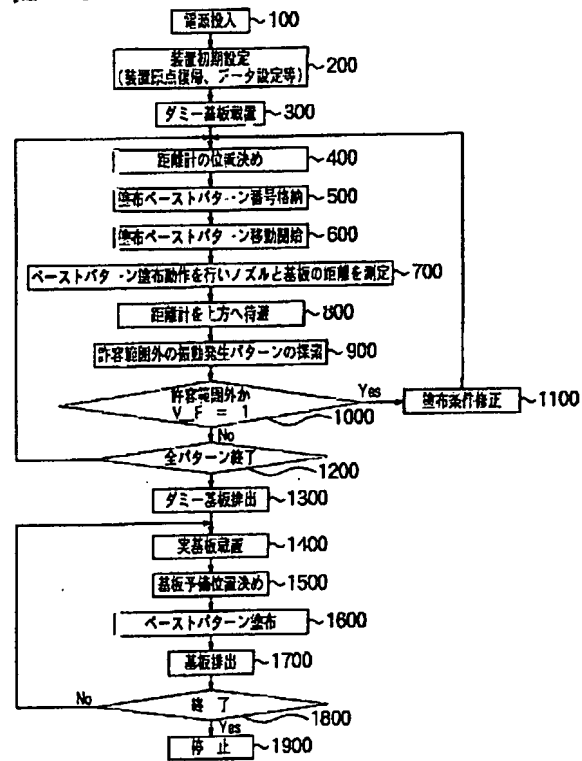 電源投入 ~100
装置初期設定
(装置原点復帰、データ設定等) ~200
ダミー基板載置 ~300
距離計の位置決め ~400
塗布ペーストパターン番号格納 ~500
塗布ペーストパターン移動開始 ~600
ペーストパターン塗布動作を行いノズルと基板の距離を測定 ~700
距離計を上方へ待避 ~800
許容範囲外の振動発生パターンの探索 ~900
許容範囲外か
V_F = 1
1000
Yes
塗布条件修正 ~1100
No
全パターン終了
1200
ダミー基板排出 ~1300
実基板載置 ~1400
基板予備位置決め ~1500
ペーストパターン塗布 ~1600
基板排出 ~1700
No
終了
1800
Yes
停止 ~1900